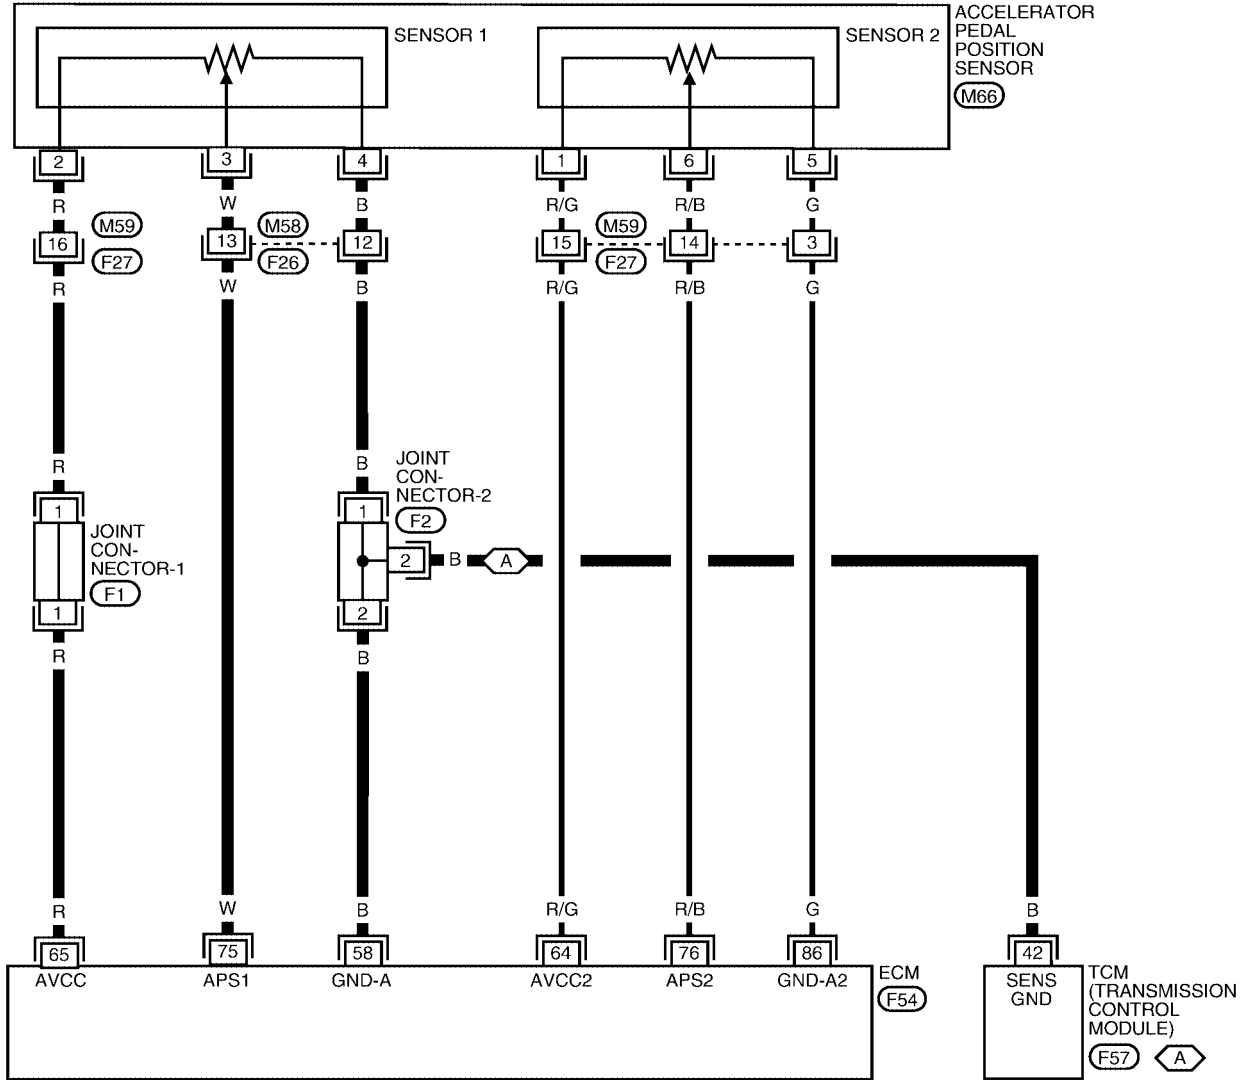 ACCELERATOR
PEDAL
POSITION
SENSOR
M66
SENSOR 1
SENSOR 2
2 3 4 1 6 5
R W B R/G R/B G
M59 M58 M59
16 13 12 15 14 3
F27 F26 F27
R W B R/G R/B G
R B
JOINT
CON-
NECTOR-2
F2
1 1
JOINT
CON-
NECTOR-1
F1
2 B A
1 2
R B
R W B R/G R/B G B
65 75 58 64 76 86 42
AVCC APS1 GND-A AVCC2 APS2 GND-A2
ECM
F54
SENS
GND
TCM
(TRANSMISSION
CONTROL
MODULE)
F57 A